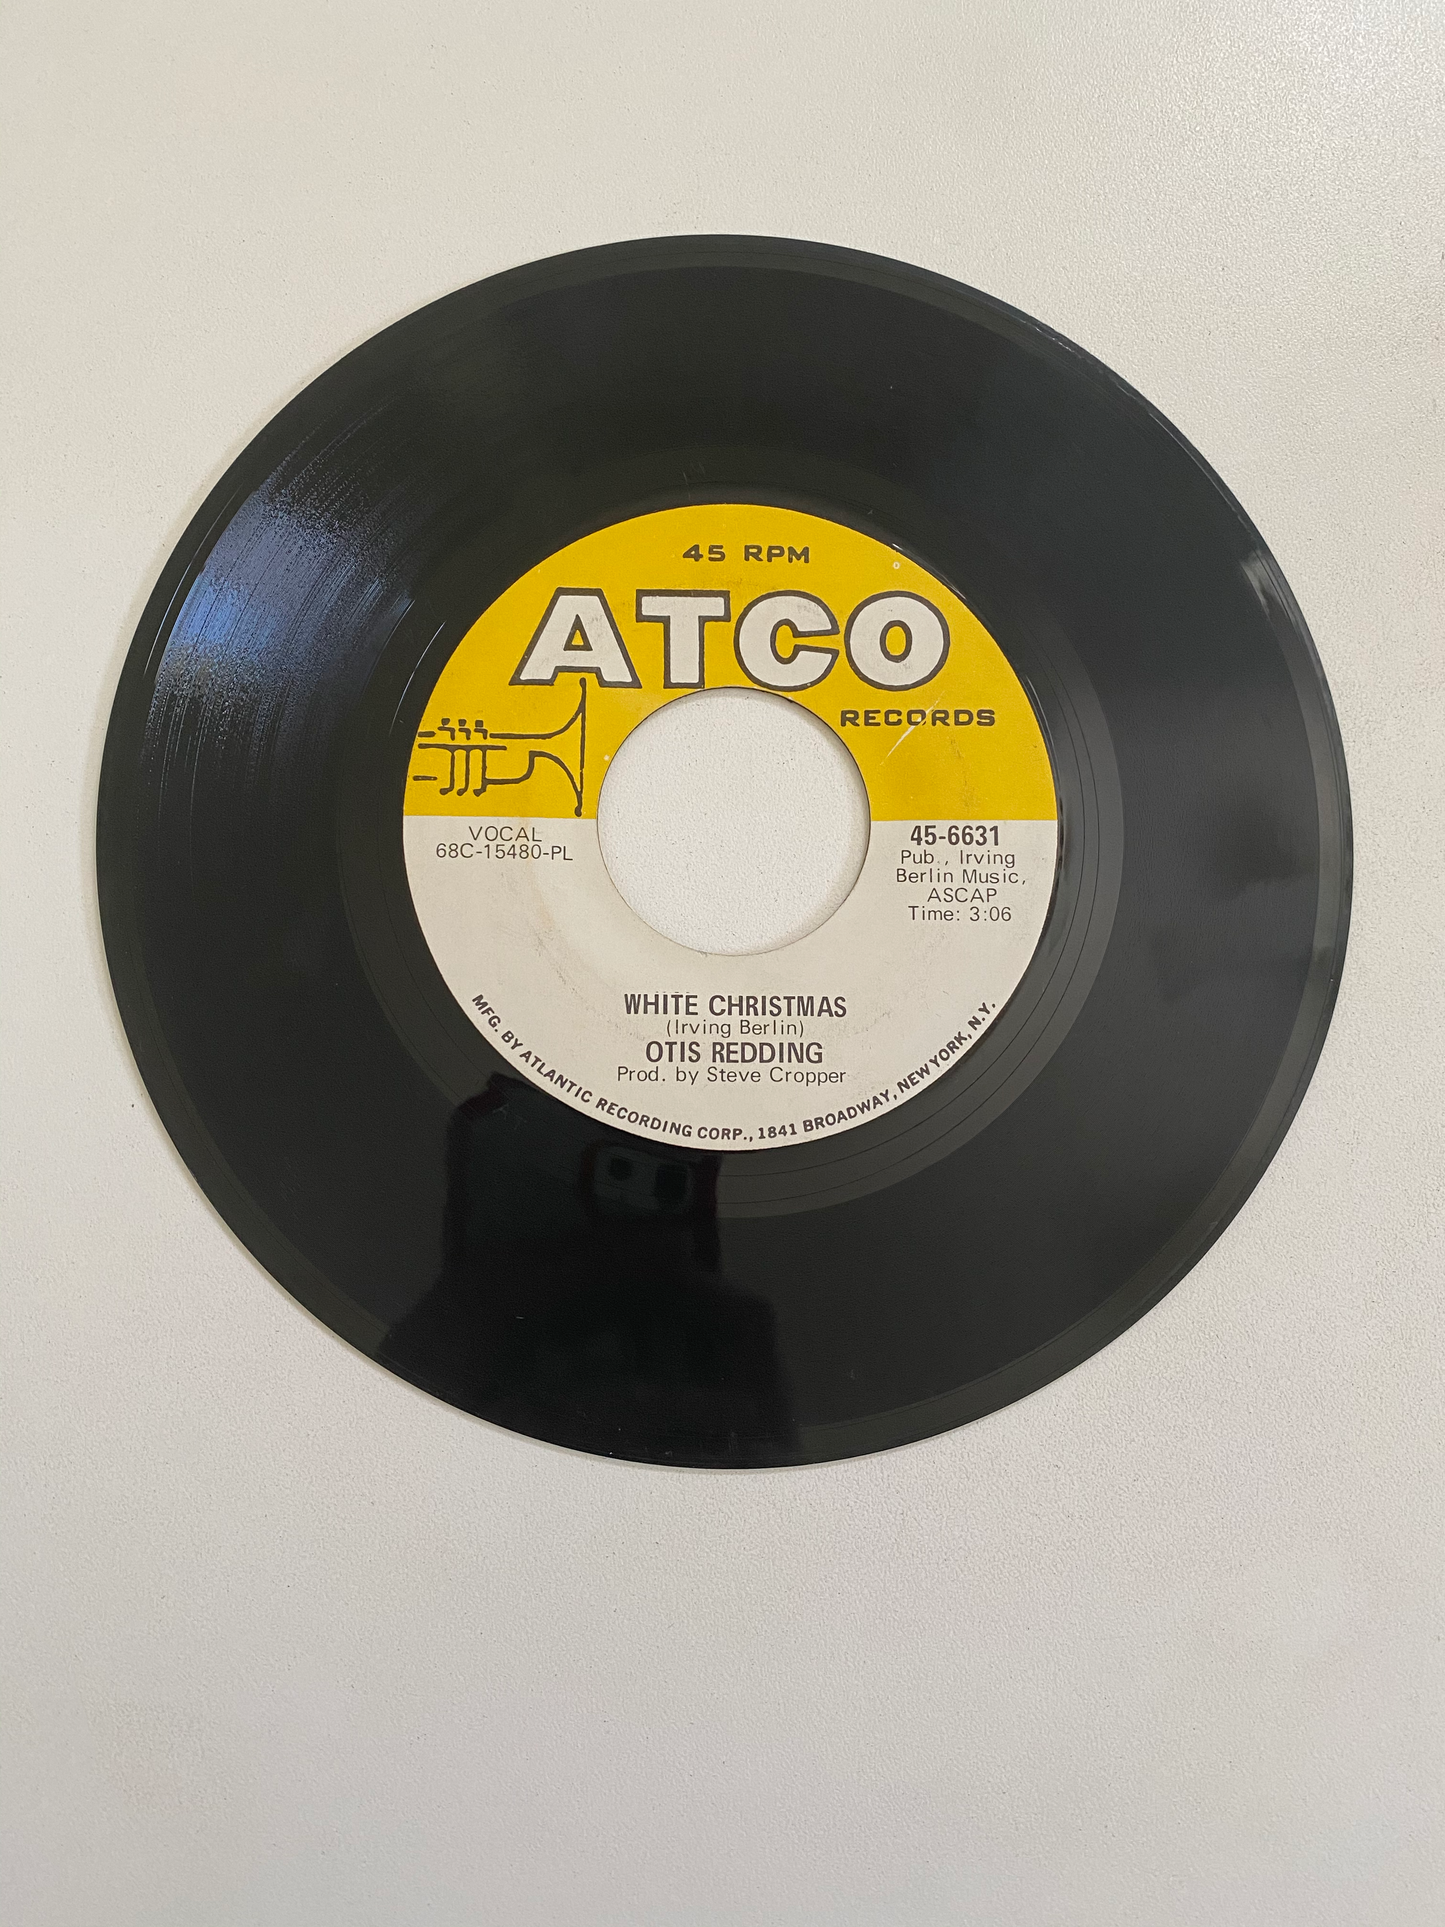 45 RPM
ATCO
RECORDS
VOCAL
68C-15480-PL
45-6631
Pub., Irving
Berlin Music,
ASCAP
Time: 3:06
WHITE CHRISTMAS
(Irving Berlin)
OTIS REDDING
Prod. by Steve Cropper
MFG. BY ATLANTIC RECORDING CORP., 1841 BROADWAY, NEW YORK, N.Y.